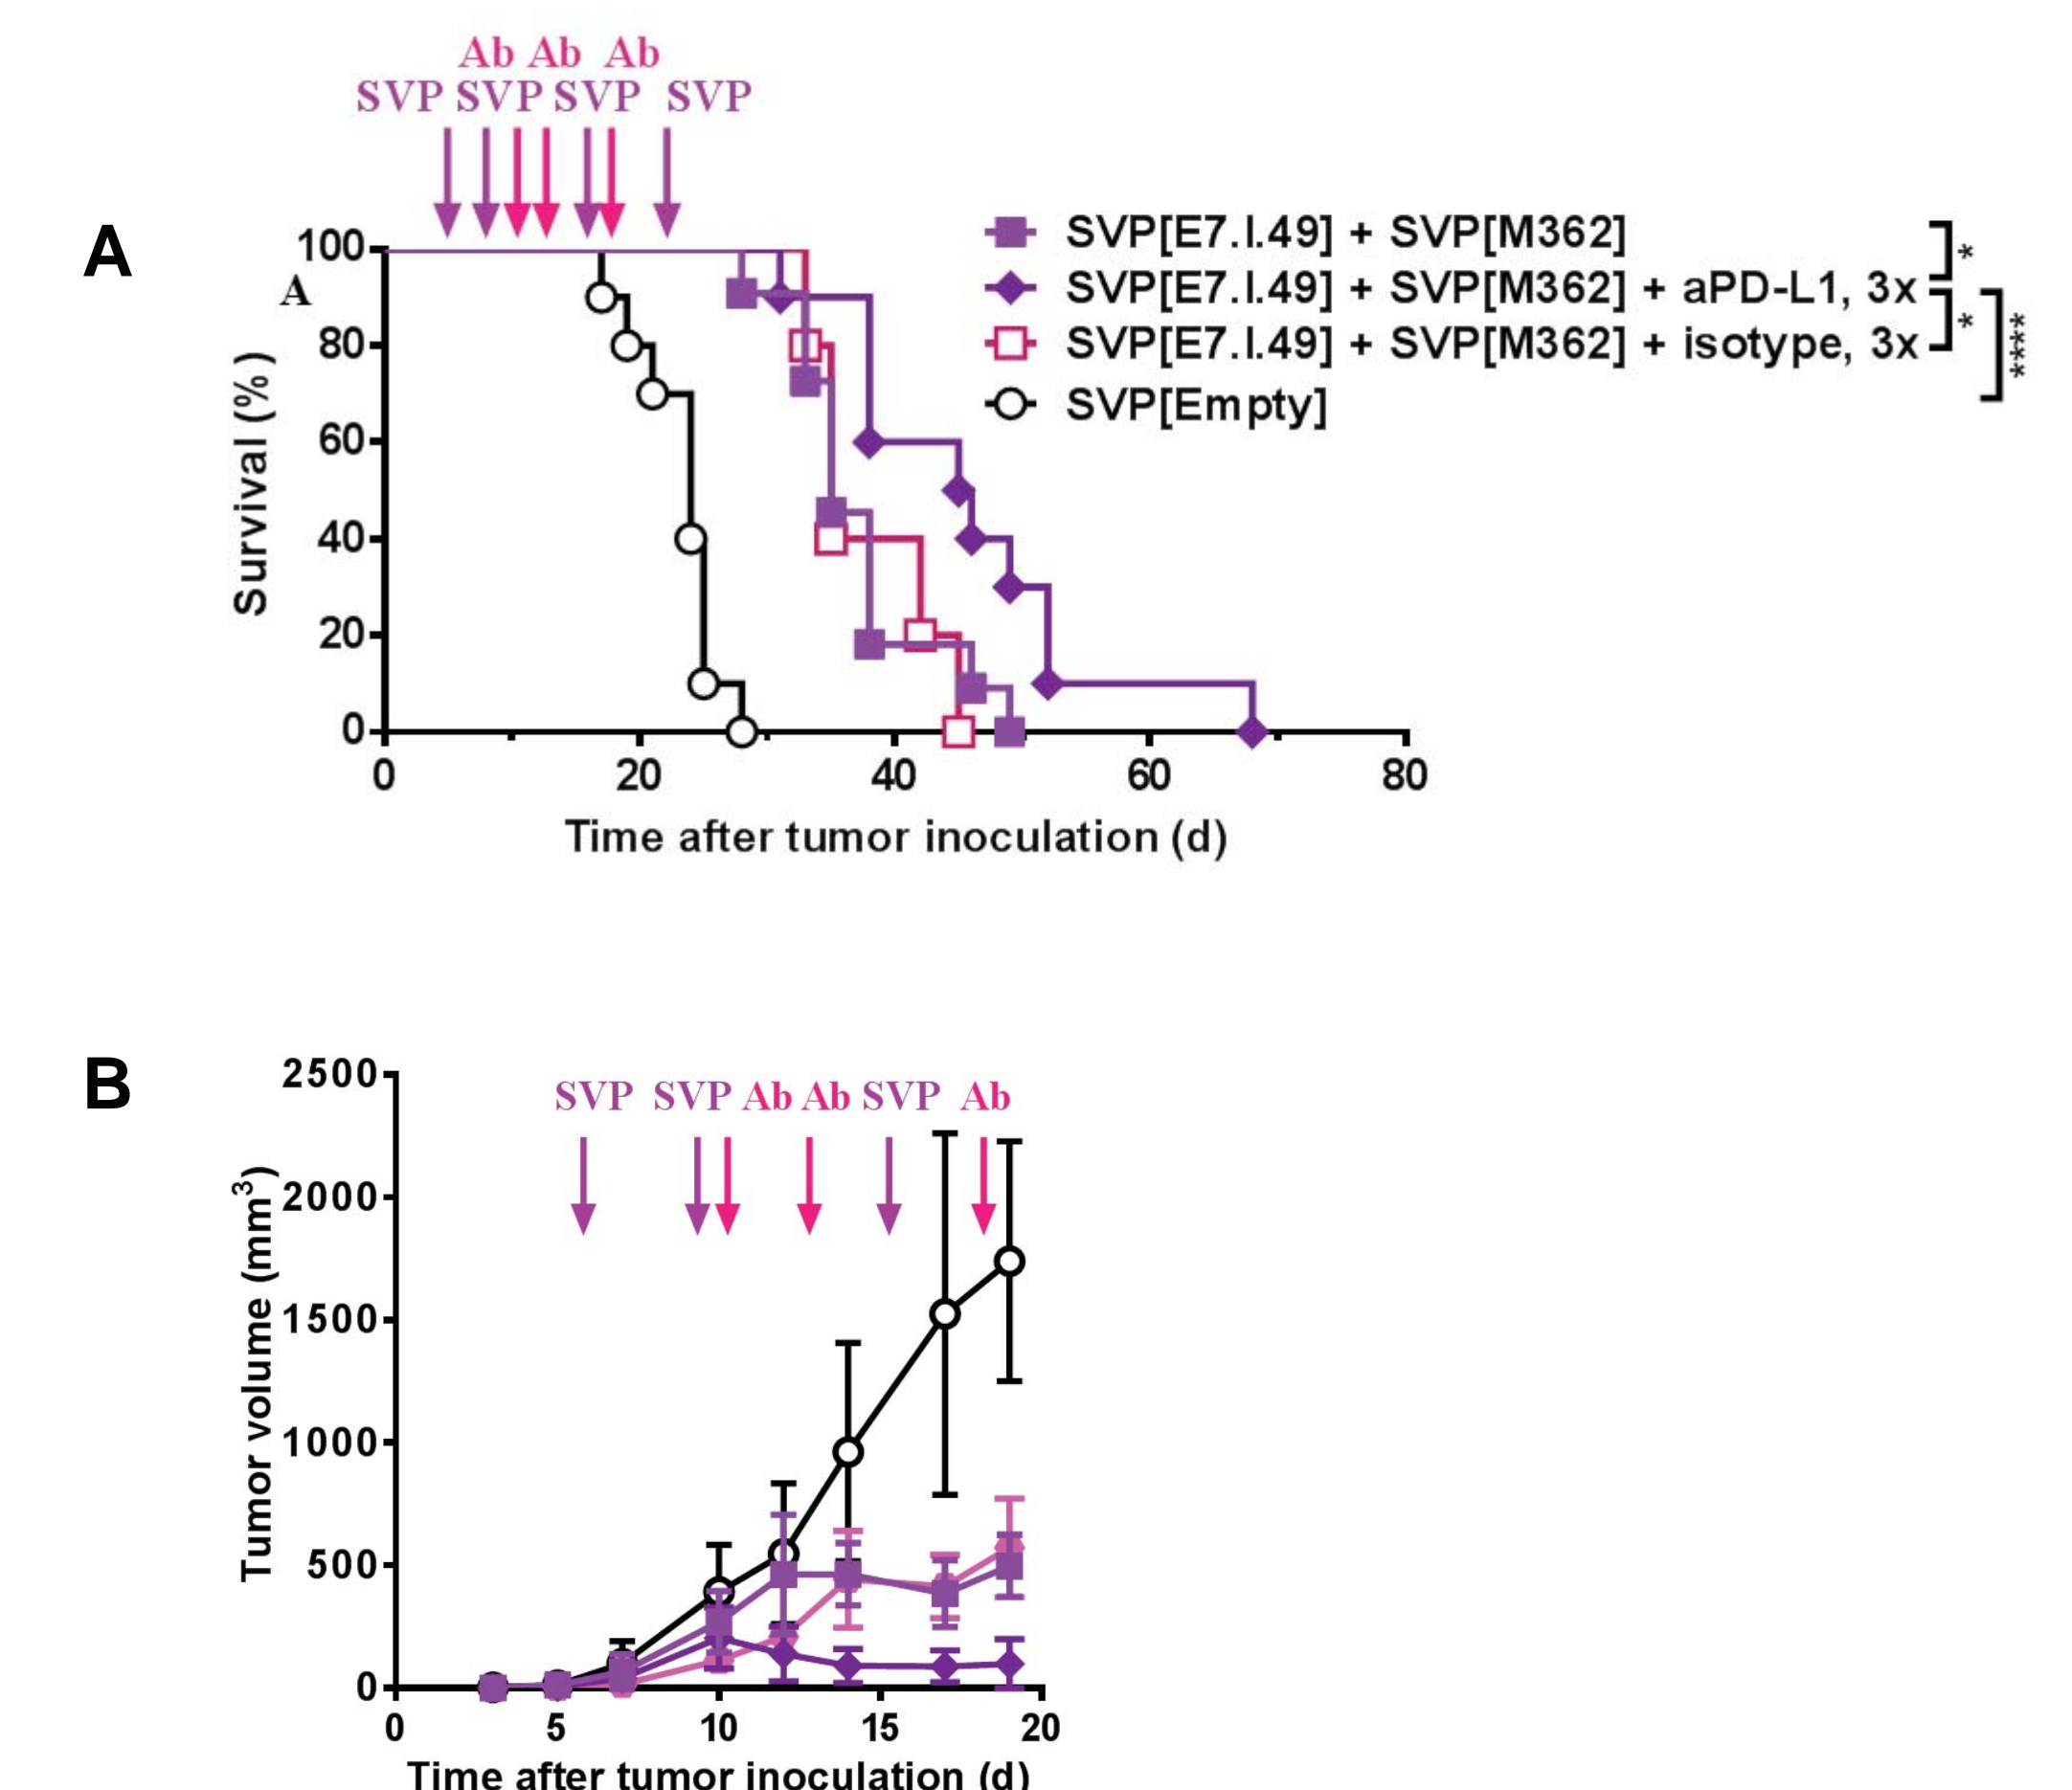 Ab Ab Ab
SVP SVP SVP SVP
A
A
100
80
60
40
20
0
Survival (%)
0 20 40 60 80
Time after tumor inoculation (d)
SVP[E7.I.49] + SVP[M362]
SVP[E7.I.49] + SVP[M362] + aPD-L1, 3x
SVP[E7.I.49] + SVP[M362] + isotype, 3x
SVP[Empty]
*
*
****
B
SVP SVP Ab Ab SVP Ab
2500
2000
1500
1000
500
0
Tumor volume (mm³)
0 5 10 15 20
Time after tumor inoculation (d)